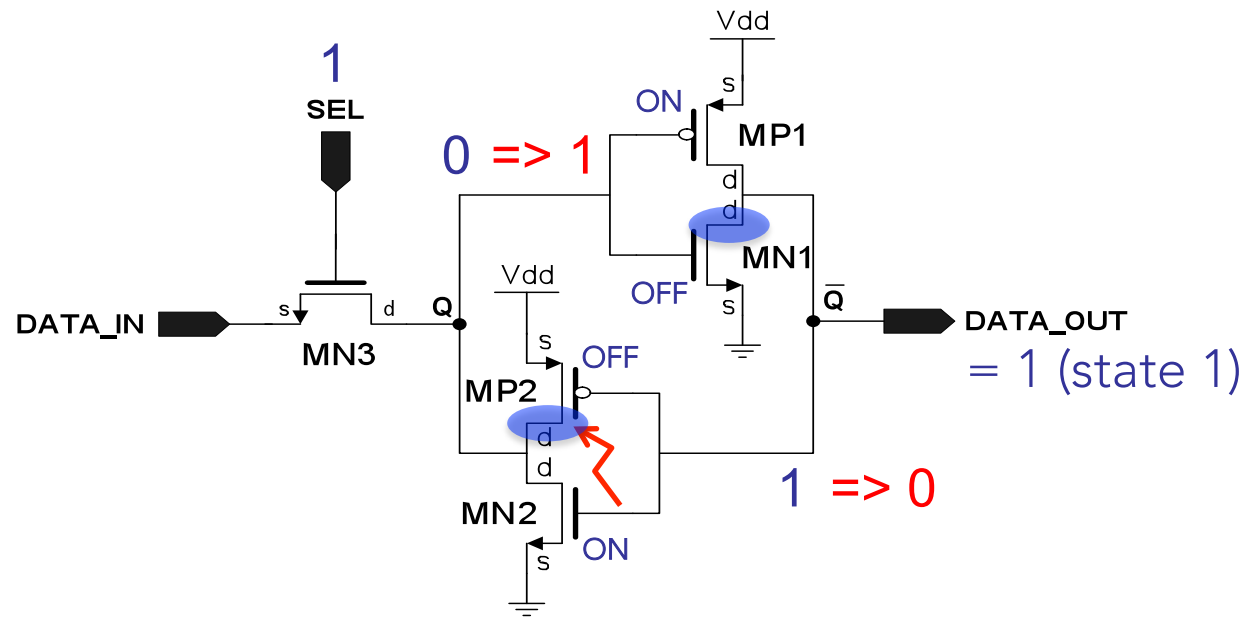 Vdd
1
SEL
s
ON
MP1
0 => 1
d
d
MN1
Vdd
OFF
s
Q
Q̅
s
d
DATA_IN
MN3
DATA_OUT
= 1 (state 1)
s
OFF
MP2
d
d
1 => 0
MN2
ON
s